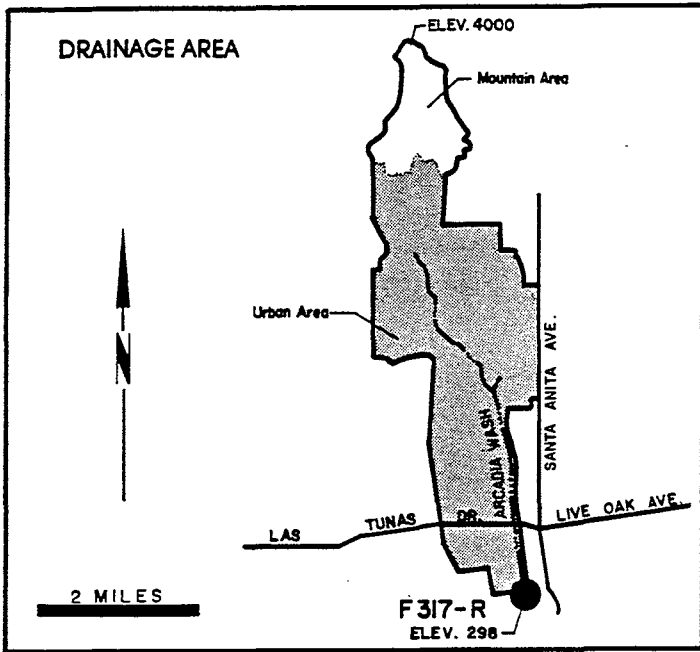 DRAINAGE AREA
ELEV. 4000
Mountain Area
N
Urban Area
SANTA ANITA AVE.
ARCADIA WASH
LAS TUNAS DR.
LIVE OAK AVE.
2 MILES
F317-R
ELEV. 298